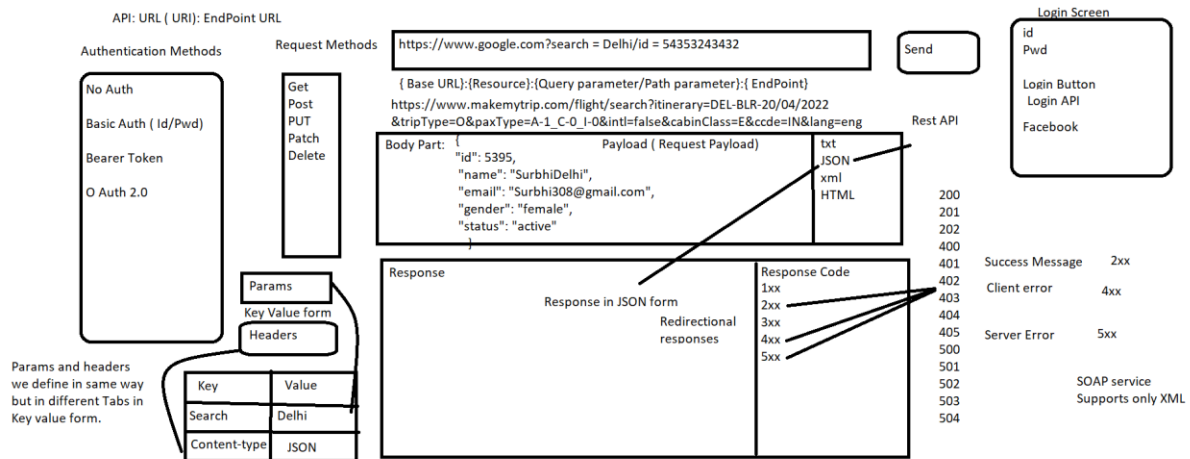 API: URL ( URI): EndPoint URL
Login Screen
Authentication Methods
Request Methods
https://www.google.com?search = Delhi/id = 54353243432
Send
id
Pwd
Login Button
Login API
Facebook
No Auth
Basic Auth ( Id/Pwd)
Bearer Token
O Auth 2.0
Get
Post
PUT
Patch
Delete
{ Base URL}:{Resource}:{Query parameter/Path parameter}:{ EndPoint}
https://www.makemytrip.com/flight/search?itinerary=DEL-BLR-20/04/2022
&tripType=O&paxType=A-1_C-0_I-0&intl=false&cabinClass=E&ccde=IN&lang=eng
Rest API
Body Part:
Payload ( Request Payload)
{
"id": 5395,
"name": "SurbhiDelhi",
"email": "Surbhi308@gmail.com",
"gender": "female",
"status": "active"
}
txt
JSON
xml
HTML
200
201
202
400
401
402
403
404
405
500
501
502
503
504
Success Message 2xx
Client error 4xx
Server Error 5xx
SOAP service
Supports only XML
Params
Key Value form
Headers
Response
Response in JSON form
Redirectional
responses
Response Code
1xx
2xx
3xx
4xx
5xx
Params and headers
we define in same way
but in different Tabs in
Key value form.
Key Value
Search Delhi
Content-type JSON